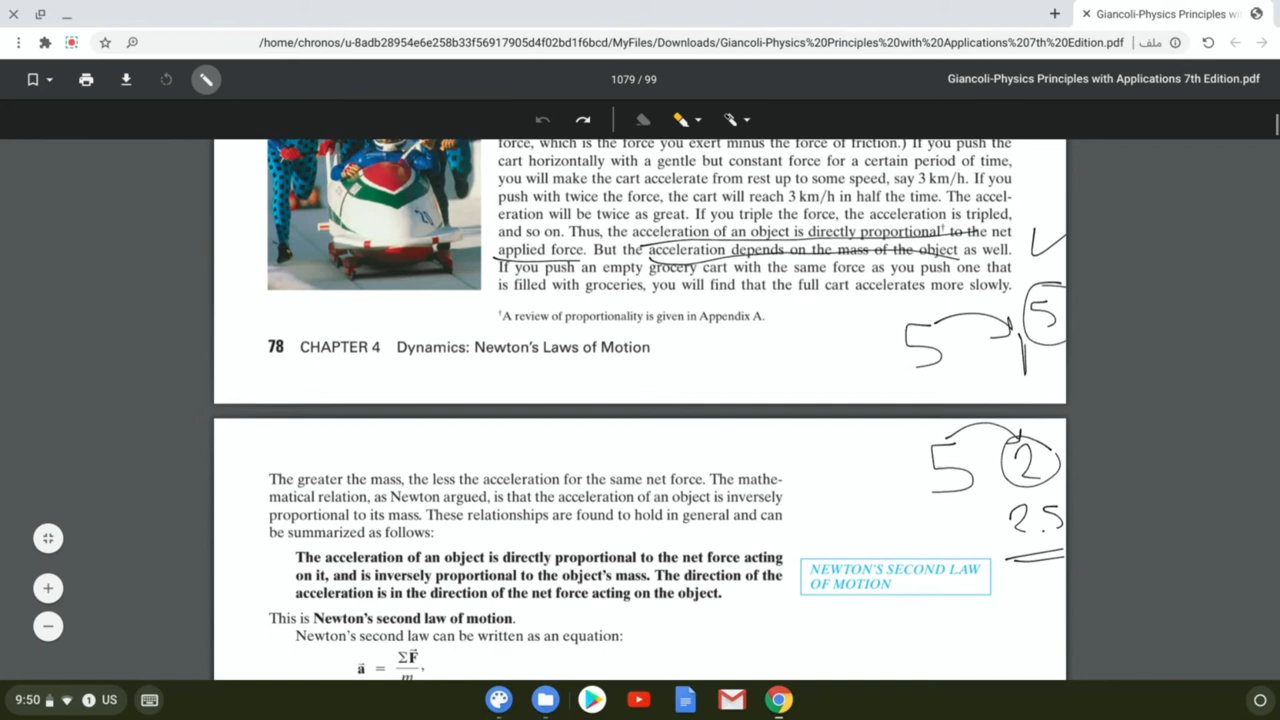 Giancoli-Physics Principles wit
/home/chronos/u-8adb28954e6e258b33f56917905d4f02bd1f6bcd/MyFiles/Downloads/Giancoli-Physics%20Principles%20with%20Applications%207th%20Edition.pdf | ملف
1079 / 99
Giancoli-Physics Principles with Applications 7th Edition.pdf
force, which is the force you exert minus the force of friction.) If you push the
cart horizontally with a gentle but constant force for a certain period of time,
you will make the cart accelerate from rest up to some speed, say 3 km/h. If you
push with twice the force, the cart will reach 3 km/h in half the time. The accel-
eration will be twice as great. If you triple the force, the acceleration is tripled,
and so on. Thus, the acceleration of an object is directly proportional† to the net
applied force. But the acceleration depends on the mass of the object as well.
If you push an empty grocery cart with the same force as you push one that
is filled with groceries, you will find that the full cart accelerates more slowly.
†A review of proportionality is given in Appendix A.
5 1 5
78 CHAPTER 4 Dynamics: Newton's Laws of Motion
5 2
2.5
The greater the mass, the less the acceleration for the same net force. The mathe-
matical relation, as Newton argued, is that the acceleration of an object is inversely
proportional to its mass. These relationships are found to hold in general and can
be summarized as follows:
The acceleration of an object is directly proportional to the net force acting
on it, and is inversely proportional to the object's mass. The direction of the
acceleration is in the direction of the net force acting on the object.
NEWTON'S SECOND LAW
OF MOTION
This is Newton's second law of motion.
Newton's second law can be written as an equation:
a⃗ = ΣF⃗ / m ,
9:50 1 US